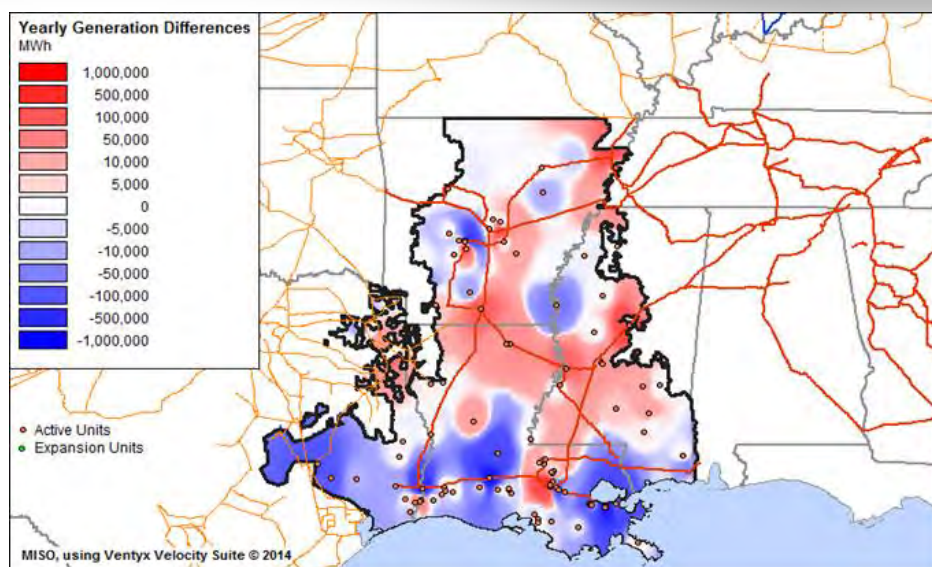 Yearly Generation Differences
MWh
1,000,000
500,000
100,000
50,000
10,000
5,000
0
-5,000
-10,000
-50,000
-100,000
-500,000
-1,000,000
Active Units
Expansion Units
MISO, using Ventyx Velocity Suite © 2014